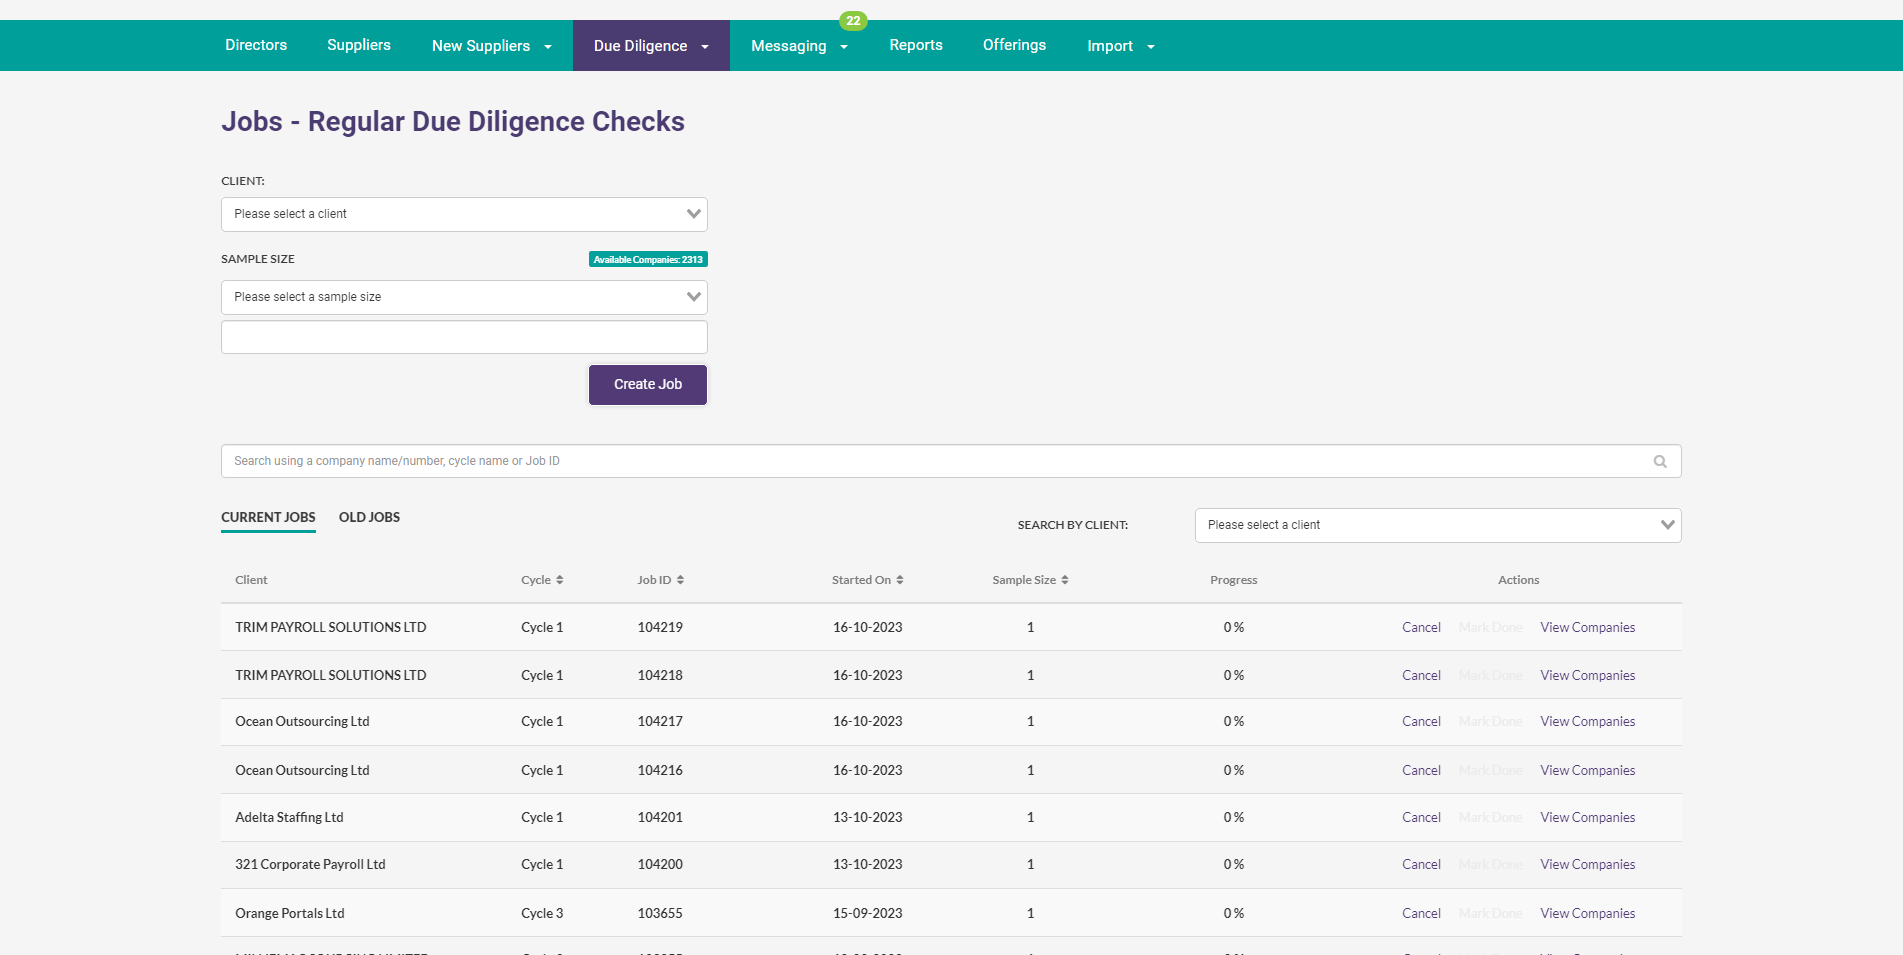 22
Directors Suppliers New Suppliers Due Diligence Messaging Reports Offerings Import
Jobs - Regular Due Diligence Checks
CLIENT:
Please select a client
SAMPLE SIZE Available Companies: 2313
Please select a sample size
Create Job
Search using a company name/number, cycle name or Job ID
CURRENT JOBS OLD JOBS SEARCH BY CLIENT: Please select a client
Client Cycle Job ID Started On Sample Size Progress Actions
TRIM PAYROLL SOLUTIONS LTD Cycle 1 104219 16-10-2023 1 0 % Cancel Mark Done View Companies
TRIM PAYROLL SOLUTIONS LTD Cycle 1 104218 16-10-2023 1 0 % Cancel Mark Done View Companies
Ocean Outsourcing Ltd Cycle 1 104217 16-10-2023 1 0 % Cancel Mark Done View Companies
Ocean Outsourcing Ltd Cycle 1 104216 16-10-2023 1 0 % Cancel Mark Done View Companies
Adelta Staffing Ltd Cycle 1 104201 13-10-2023 1 0 % Cancel Mark Done View Companies
321 Corporate Payroll Ltd Cycle 1 104200 13-10-2023 1 0 % Cancel Mark Done View Companies
Orange Portals Ltd Cycle 3 103655 15-09-2023 1 0 % Cancel Mark Done View Companies